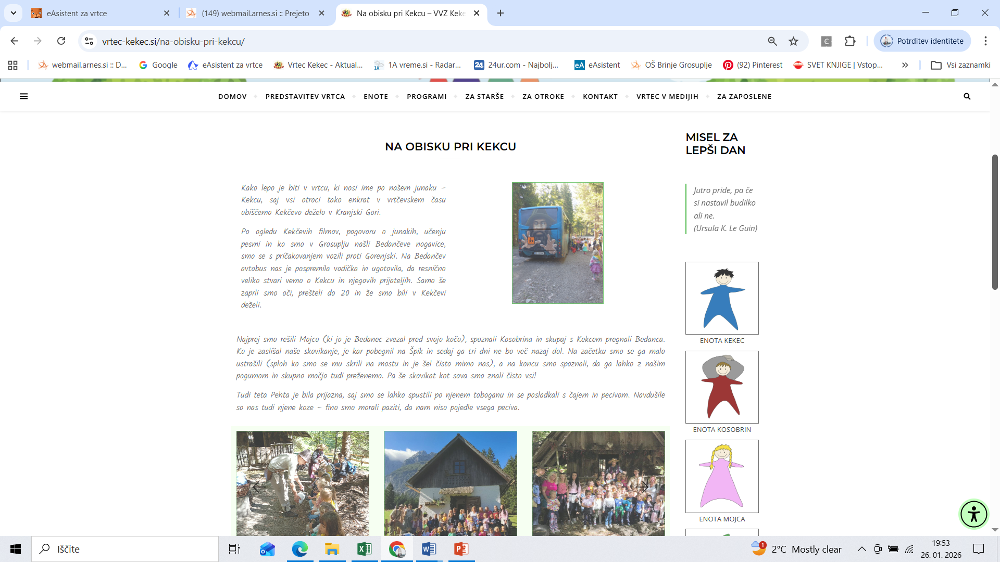 eAsistent za vrtce
(149) webmail.arnes.si :: Prejeto
Na obisku pri Kekcu – VVZ Keke
vrtec-kekec.si/na-obisku-pri-kekcu/
Potrditev identitete
webmail.arnes.si :: D...
Google
eAsistent za vrtce
Vrtec Kekec - Aktual...
1A vreme.si - Radar...
24ur.com - Najbolj...
eAsistent
OŠ Brinje Grosuplje
(92) Pinterest
SVET KNJIGE | Vstop...
Vsi zaznamki
DOMOV
PREDSTAVITEV VRTCA
ENOTE
PROGRAMI
ZA STARŠE
ZA OTROKE
KONTAKT
VRTEC V MEDIJIH
ZA ZAPOSLENE
NA OBISKU PRI KEKCU
Kako lepo je biti v vrtcu, ki nosi ime po našem junaku –
Kekcu, saj vsi otroci tako enkrat v vrtčevskem času
obiščemo Kekčevo deželo v Kranjski Gori.
Po ogledu Kekčevih filmov, pogovoru o junakih, učenju
pesmi in ko smo v Grosuplju našli Bedančeve nogavice,
smo se s pričakovanjem vozili proti Gorenjski. Na Bedančev
avtobus nas je pospremila vodička in ugotovila, da resnično
veliko stvari vemo o Kekcu in njegovih prijateljih. Samo še
zaprli smo oči, prešteli do 20 in že smo bili v Kekčevi
deželi.
Najprej smo rešili Mojco (ki jo je Bedanec zvezal pred svojo kočo), spoznali Kosobrina in skupaj s Kekcem pregnali Bedanca.
Ko je zaslišal naše skovikanje, je kar pobegnil na Špik in sedaj ga tri dni ne bo več nazaj dol. Na začetku smo se ga malo
ustrašili (sploh ko smo se mu skrili na mostu in je šel čisto mimo nas), a na koncu smo spoznali, da ga lahko z našim
pogumom in skupno močjo tudi preženemo. Pa še skovikat kot sova smo znali čisto vsi!
Tudi teta Pehta je bila prijazna, saj smo se lahko spustili po njenem toboganu in se posladkali s čajem in pecivom. Navdušile
so nas tudi njene koze – fino smo morali paziti, da nam niso pojedle vsega peciva.
MISEL ZA
LEPŠI DAN
Jutro pride, pa če
si nastavil budilko
ali ne.
(Ursula K. Le Guin)
ENOTA KEKEC
ENOTA KOSOBRIN
ENOTA MOJCA
Iščite
1
2°C Mostly clear
19:53
26. 01. 2026